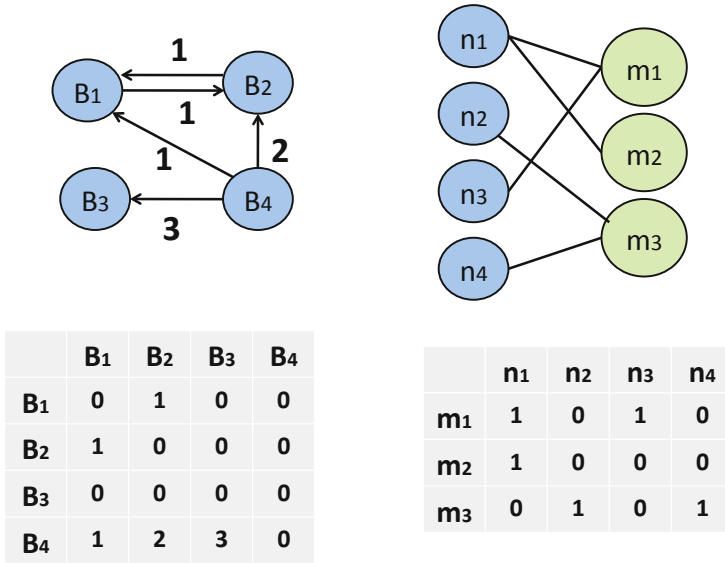 1
B1
B2
1
1
2
B3
B4
3
n1
m1
n2
m2
n3
m3
n4
B1 B2 B3 B4
B1 0 1 0 0
B2 1 0 0 0
B3 0 0 0 0
B4 1 2 3 0
n1 n2 n3 n4
m1 1 0 1 0
m2 1 0 0 0
m3 0 1 0 1